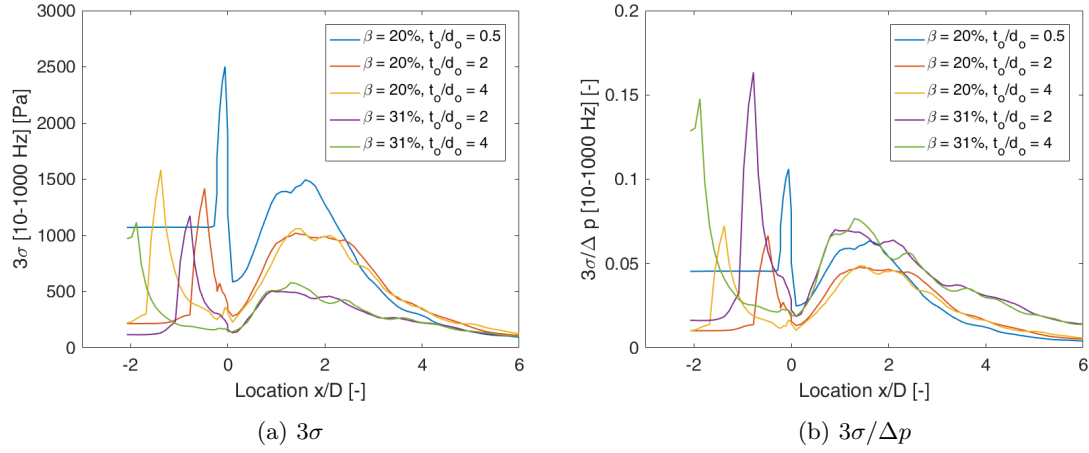 3σ [10-1000 Hz] [Pa]
3000
2500
2000
1500
1000
500
0
-2 0 2 4 6
Location x/D [-]
β = 20%, t_o/d_o = 0.5
β = 20%, t_o/d_o = 2
β = 20%, t_o/d_o = 4
β = 31%, t_o/d_o = 2
β = 31%, t_o/d_o = 4
(a) 3σ
3σ/Δ p [10-1000 Hz] [-]
0.2
0.15
0.1
0.05
0
-2 0 2 4 6
Location x/D [-]
β = 20%, t_o/d_o = 0.5
β = 20%, t_o/d_o = 2
β = 20%, t_o/d_o = 4
β = 31%, t_o/d_o = 2
β = 31%, t_o/d_o = 4
(b) 3σ/Δp